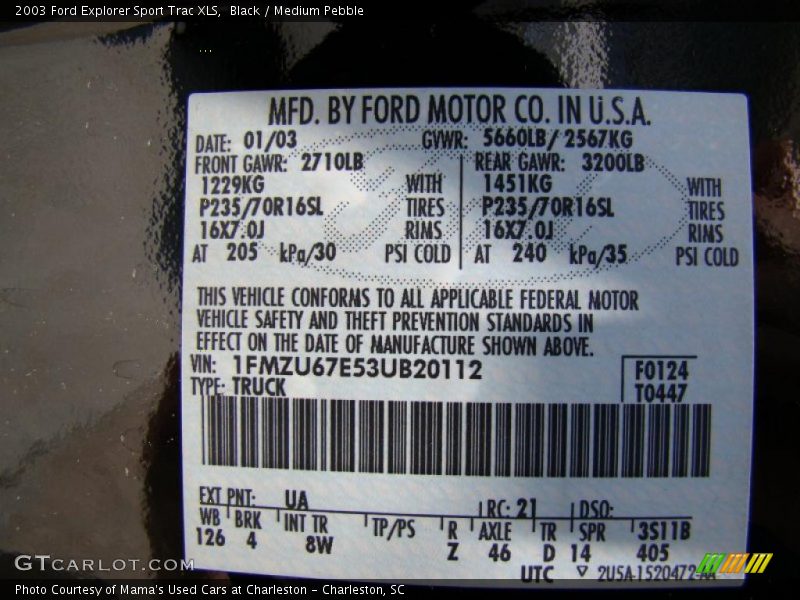 2003 Ford Explorer Sport Trac XLS, Black / Medium Pebble
MFD. BY FORD MOTOR CO. IN U.S.A.
DATE: 01/03 GVWR: 5660LB/ 2567KG
FRONT GAWR: 2710LB REAR GAWR: 3200LB
1229KG WITH 1451KG WITH
P235/70R16SL TIRES P235/70R16SL TIRES
16X7.0J RIMS 16X7.0J RIMS
AT 205 kPa/30 PSI COLD AT 240 kPa/35 PSI COLD
THIS VEHICLE CONFORMS TO ALL APPLICABLE FEDERAL MOTOR
VEHICLE SAFETY AND THEFT PREVENTION STANDARDS IN
EFFECT ON THE DATE OF MANUFACTURE SHOWN ABOVE.
VIN: 1FMZU67E53UB20112 F0124
TYPE: TRUCK T0447
EXT PNT: UA RC: 21 DSO:
WB BRK INT TR TP/PS R AXLE TR SPR 3S11B
126 4 8W Z 46 D 14 405
UTC ▽ 2U5A-1520472-AA
GTCARLOT.COM
Photo Courtesy of Mama's Used Cars at Charleston - Charleston, SC